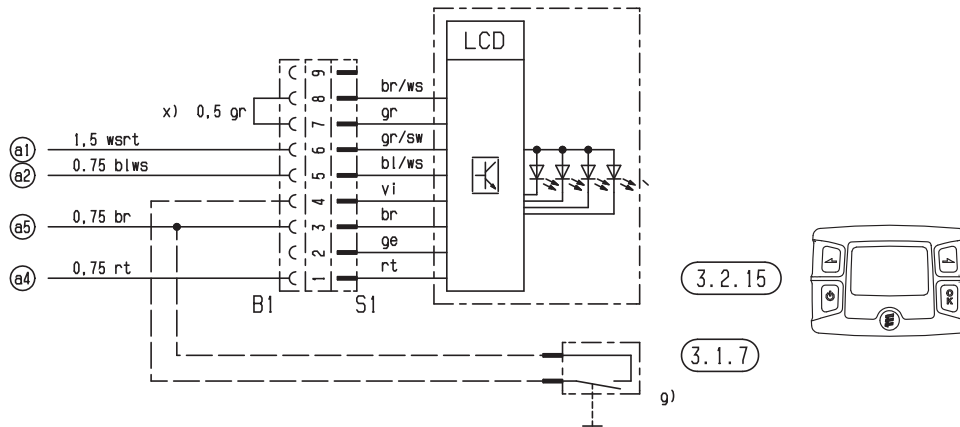 LCD
9
8
7
6
5
4
3
2
1
br/ws
gr
gr/sw
bl/ws
vi
br
ge
rt
x) 0,5 gr
a1 1,5 wsrt
a2 0.75 blws
a5 0,75 br
a4 0,75 rt
B1
S1
3.2.15
3.1.7
g)
OK